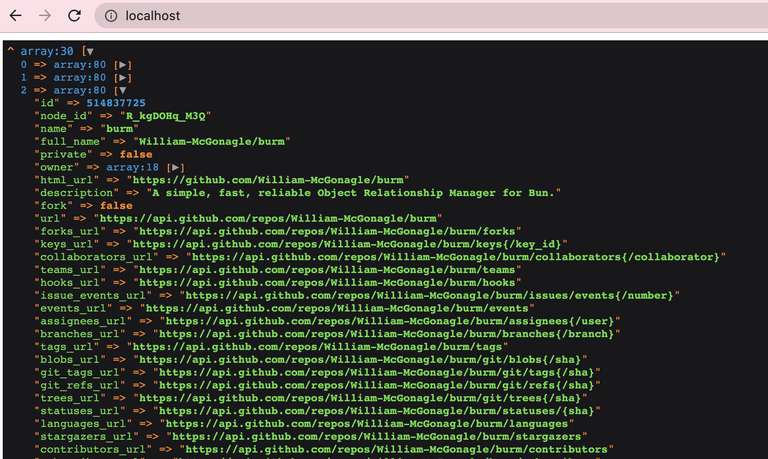 localhost
^ array:30 [▼
0 => array:80 [▶]
1 => array:80 [▶]
2 => array:80 [▼
"id" => 514837725
"node_id" => "R_kgDOHq_M3Q"
"name" => "burm"
"full_name" => "William-McGonagle/burm"
"private" => false
"owner" => array:18 [▶]
"html_url" => "https://github.com/William-McGonagle/burm"
"description" => "A simple, fast, reliable Object Relationship Manager for Bun."
"fork" => false
"url" => "https://api.github.com/repos/William-McGonagle/burm"
"forks_url" => "https://api.github.com/repos/William-McGonagle/burm/forks"
"keys_url" => "https://api.github.com/repos/William-McGonagle/burm/keys{/key_id}"
"collaborators_url" => "https://api.github.com/repos/William-McGonagle/burm/collaborators{/collaborator}"
"teams_url" => "https://api.github.com/repos/William-McGonagle/burm/teams"
"hooks_url" => "https://api.github.com/repos/William-McGonagle/burm/hooks"
"issue_events_url" => "https://api.github.com/repos/William-McGonagle/burm/issues/events{/number}"
"events_url" => "https://api.github.com/repos/William-McGonagle/burm/events"
"assignees_url" => "https://api.github.com/repos/William-McGonagle/burm/assignees{/user}"
"branches_url" => "https://api.github.com/repos/William-McGonagle/burm/branches{/branch}"
"tags_url" => "https://api.github.com/repos/William-McGonagle/burm/tags"
"blobs_url" => "https://api.github.com/repos/William-McGonagle/burm/git/blobs{/sha}"
"git_tags_url" => "https://api.github.com/repos/William-McGonagle/burm/git/tags{/sha}"
"git_refs_url" => "https://api.github.com/repos/William-McGonagle/burm/git/refs{/sha}"
"trees_url" => "https://api.github.com/repos/William-McGonagle/burm/git/trees{/sha}"
"statuses_url" => "https://api.github.com/repos/William-McGonagle/burm/statuses/{sha}"
"languages_url" => "https://api.github.com/repos/William-McGonagle/burm/languages"
"stargazers_url" => "https://api.github.com/repos/William-McGonagle/burm/stargazers"
"contributors_url" => "https://api.github.com/repos/William-McGonagle/burm/contributors"